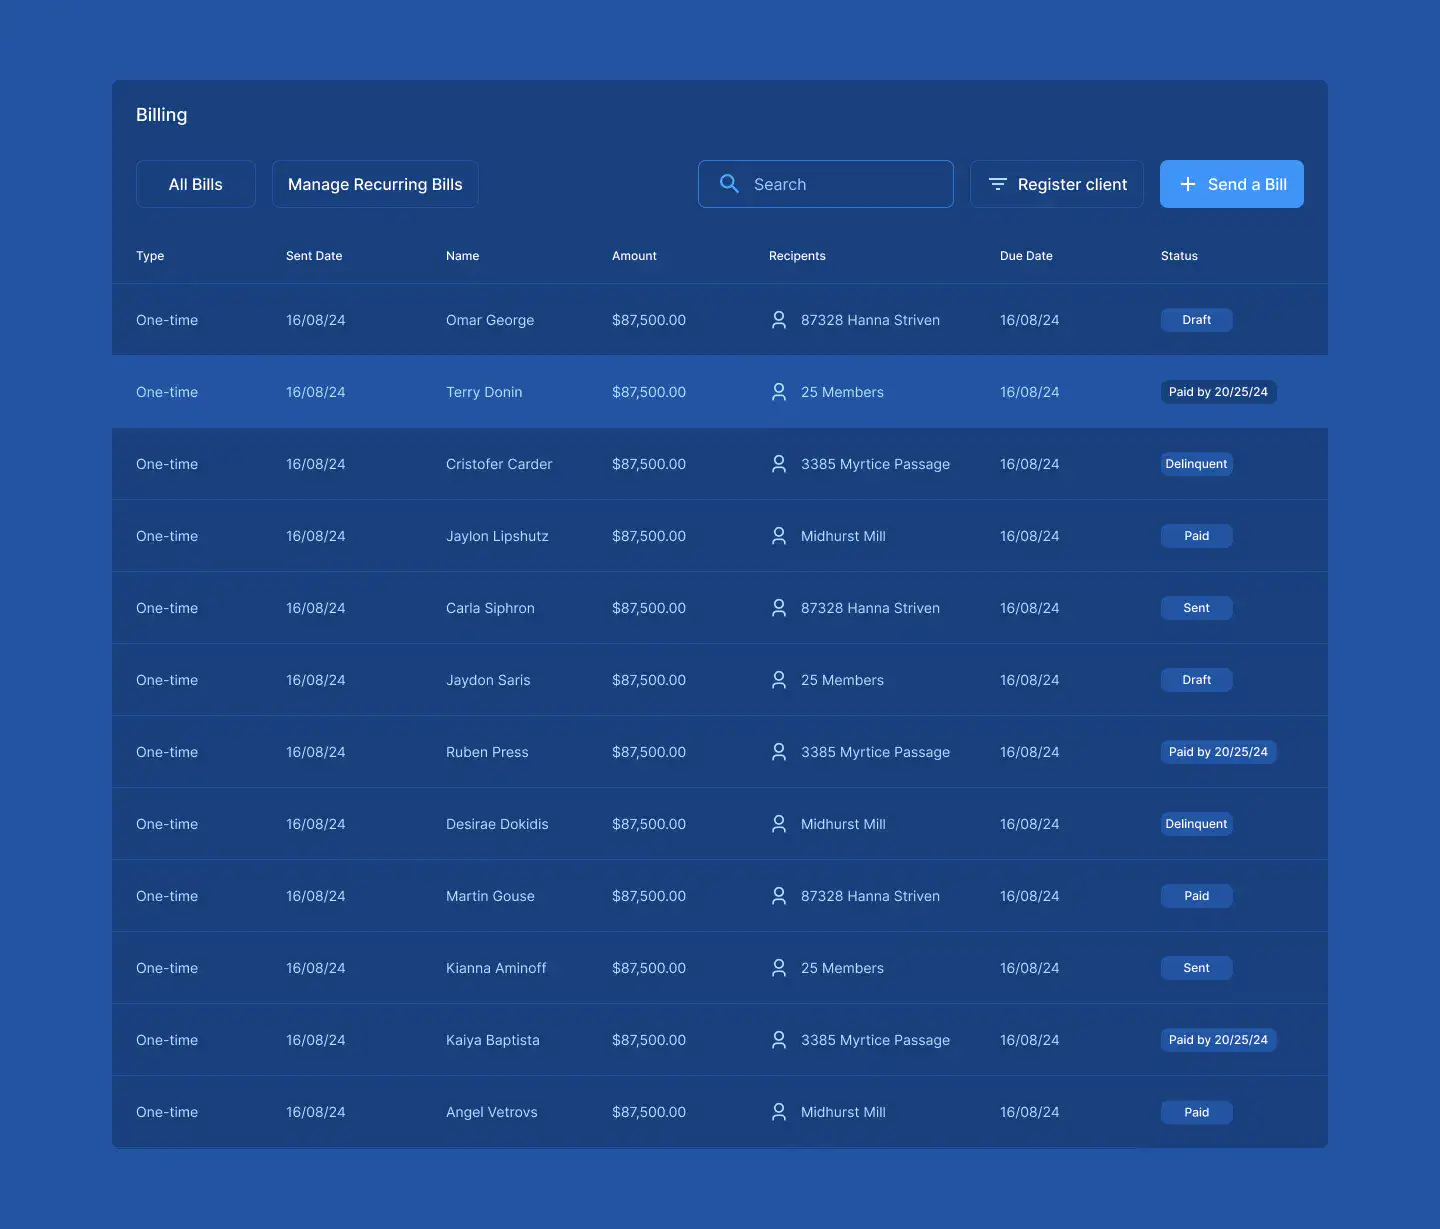 Billing
All Bills Manage Recurring Bills Search Register client Send a Bill
Type Sent Date Name Amount Recipents Due Date Status
One-time 16/08/24 Omar George $87,500.00 87328 Hanna Striven 16/08/24 Draft
One-time 16/08/24 Terry Donin $87,500.00 25 Members 16/08/24 Paid by 20/25/24
One-time 16/08/24 Cristofer Carder $87,500.00 3385 Myrtice Passage 16/08/24 Delinquent
One-time 16/08/24 Jaylon Lipshutz $87,500.00 Midhurst Mill 16/08/24 Paid
One-time 16/08/24 Carla Siphron $87,500.00 87328 Hanna Striven 16/08/24 Sent
One-time 16/08/24 Jaydon Saris $87,500.00 25 Members 16/08/24 Draft
One-time 16/08/24 Ruben Press $87,500.00 3385 Myrtice Passage 16/08/24 Paid by 20/25/24
One-time 16/08/24 Desirae Dokidis $87,500.00 Midhurst Mill 16/08/24 Delinquent
One-time 16/08/24 Martin Gouse $87,500.00 87328 Hanna Striven 16/08/24 Paid
One-time 16/08/24 Kianna Aminoff $87,500.00 25 Members 16/08/24 Sent
One-time 16/08/24 Kaiya Baptista $87,500.00 3385 Myrtice Passage 16/08/24 Paid by 20/25/24
One-time 16/08/24 Angel Vetrovs $87,500.00 Midhurst Mill 16/08/24 Paid